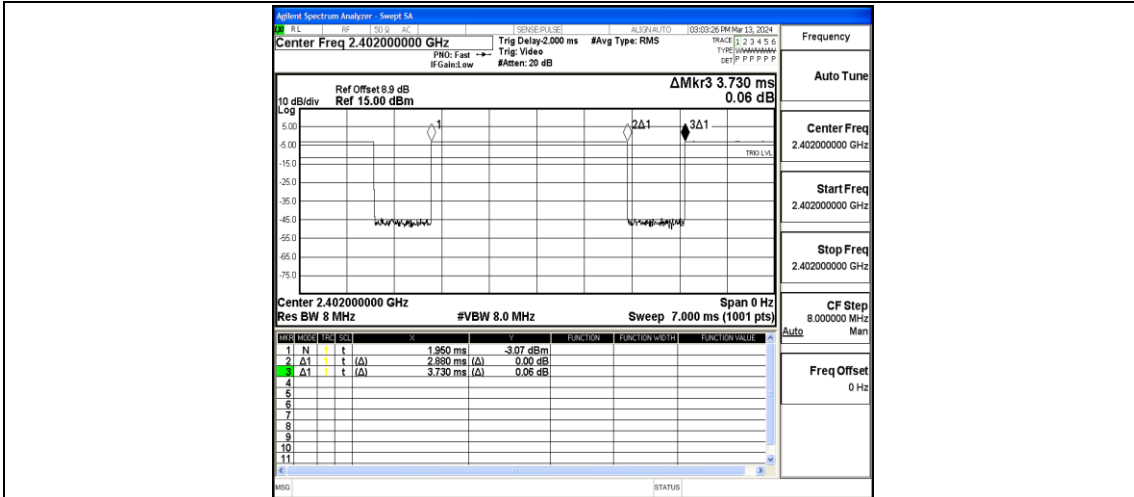 Agilent Spectrum Analyzer - Swept SA
RL RF 50 Ω AC SENSE:PULSE ALIGN AUTO 03:03:26 PM Mar 13, 2024
Center Freq 2.402000000 GHz Trig Delay-2.000 ms #Avg Type: RMS TRACE 1 2 3 4 5 6
PNO: Fast Trig: Video TYPE WWWWWW
IFGain:Low #Atten: 20 dB DET P P P P P P
Frequency
Auto Tune
ΔMkr3 3.730 ms
0.06 dB
Ref Offset 8.9 dB
10 dB/div Ref 15.00 dBm
Log
5.00
-5.00
-15.0
-25.0
-35.0
-45.0
-55.0
-65.0
-75.0
1
2Δ1
3Δ1
TRIG LVL
Center Freq
2.402000000 GHz
Start Freq
2.402000000 GHz
Stop Freq
2.402000000 GHz
Center 2.402000000 GHz Span 0 Hz
Res BW 8 MHz #VBW 8.0 MHz Sweep 7.000 ms (1001 pts)
CF Step
8.000000 MHz
Auto Man
Freq Offset
0 Hz
MKR MODE TRC SCL X Y FUNCTION FUNCTION WIDTH FUNCTION VALUE
1 N 1 t 1.950 ms -3.07 dBm
2 Δ1 1 t (Δ) 2.880 ms (Δ) 0.00 dB
3 Δ1 1 t (Δ) 3.730 ms (Δ) 0.06 dB
4
5
6
7
8
9
10
11
MSG STATUS